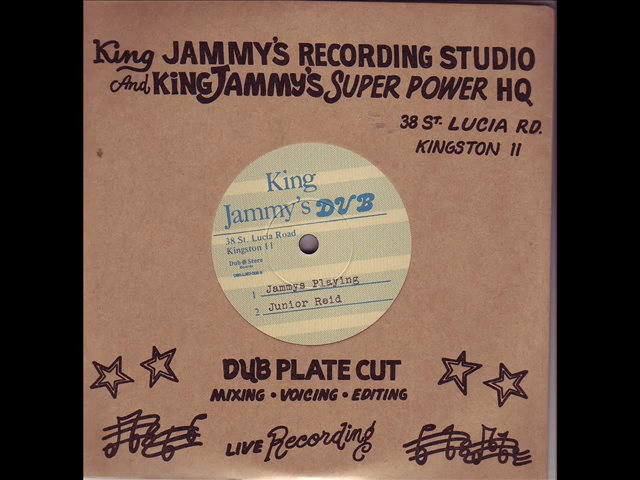 King JAMMY'S RECORDING STUDIO
And KiNG JAMMY'S SUPER POWER HQ
38 ST. LUCIA RD.
KINGSTON 11
King
Jammy's DUB
38 St. Lucia Road
Kingston 11
Dub Store
Records
1 Jammys Playing
2 Junior Reid
DUB PLATE CUT
MIXING • VOICING • EDITING
LIVE Recording